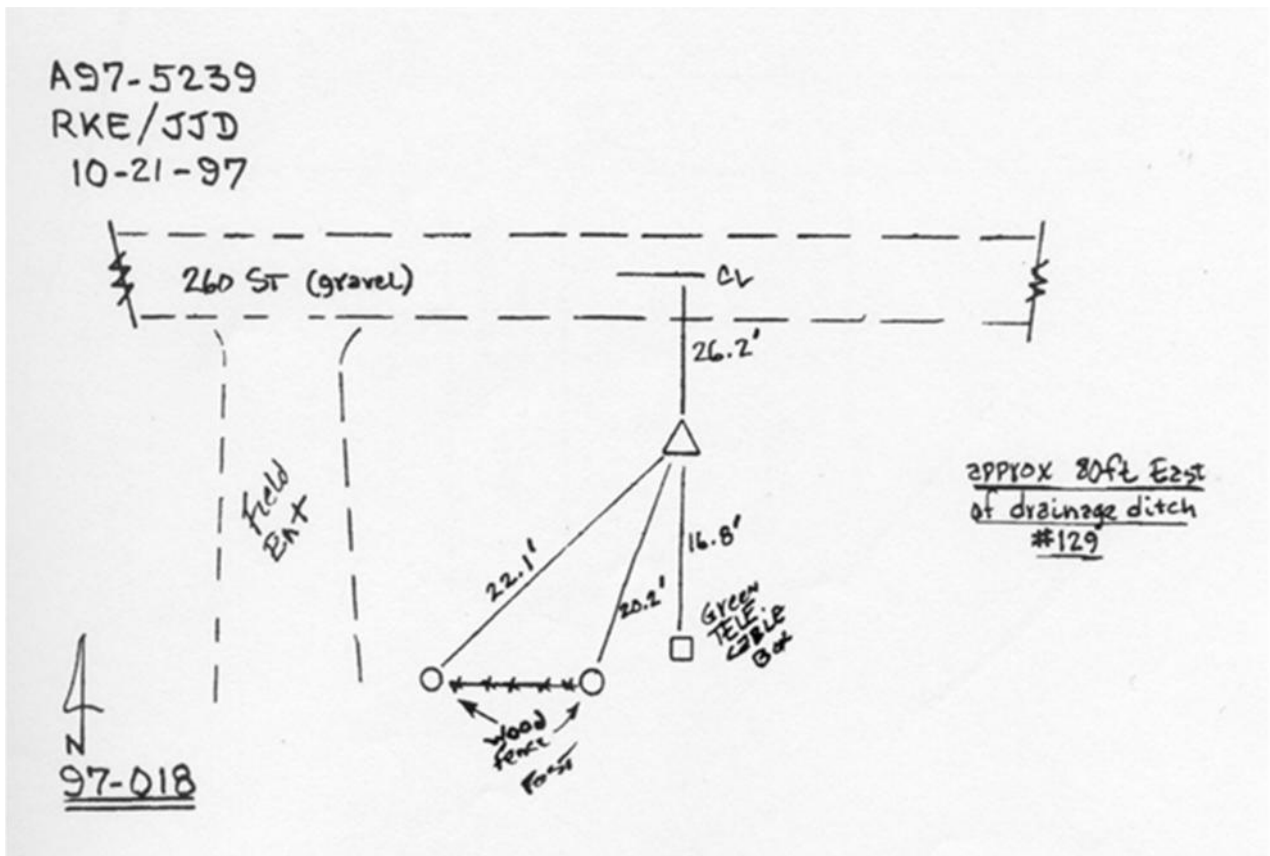 A97-5239
RKE/JJD
10-21-97
260 ST (gravel)
CL
26.2'
approx 80ft East
of drainage ditch
#129
Field
Ent
22.1'
20.2'
16.8'
Green
TELE
CABLE
Box
wood
fence
Post
N
97-018